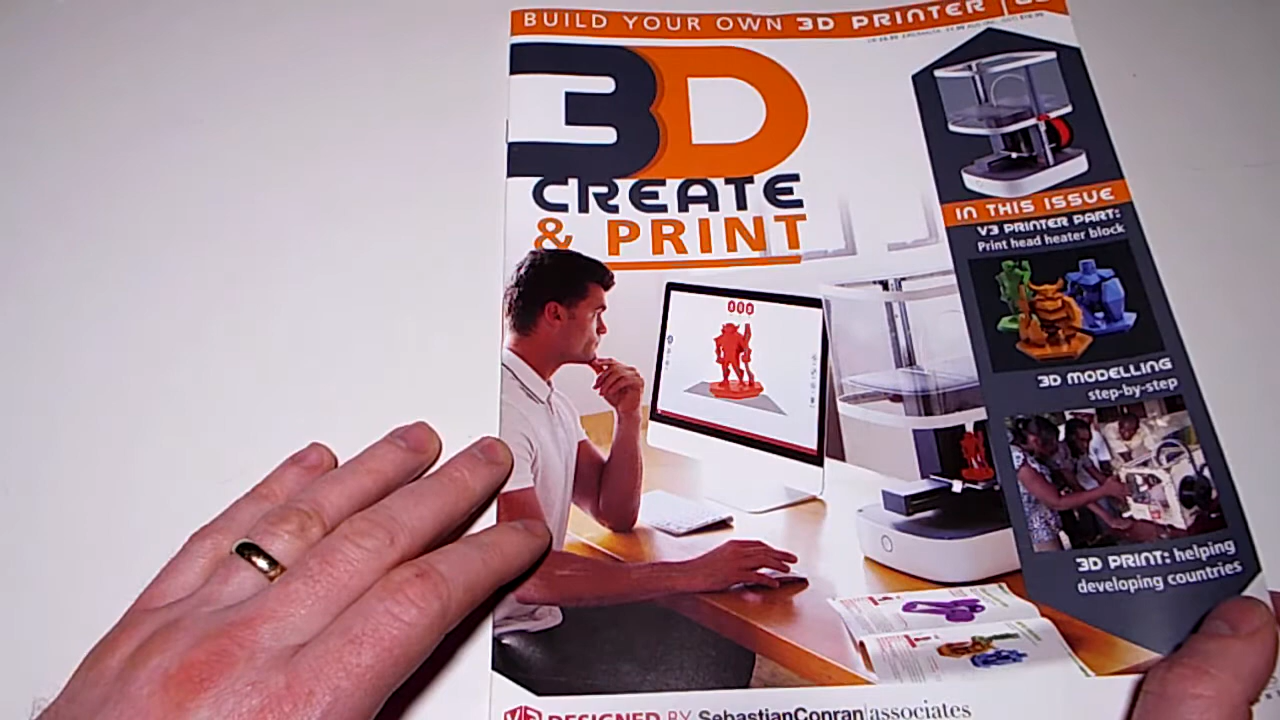 BUILD YOUR OWN 3D PRINTER
3D
CREATE
& PRINT
IN THIS ISSUE
V3 PRINTER PART:
Print head heater block
3D MODELLING
step-by-step
3D PRINT: helping
developing countries
DESIGNED BY SebastianConran|associates